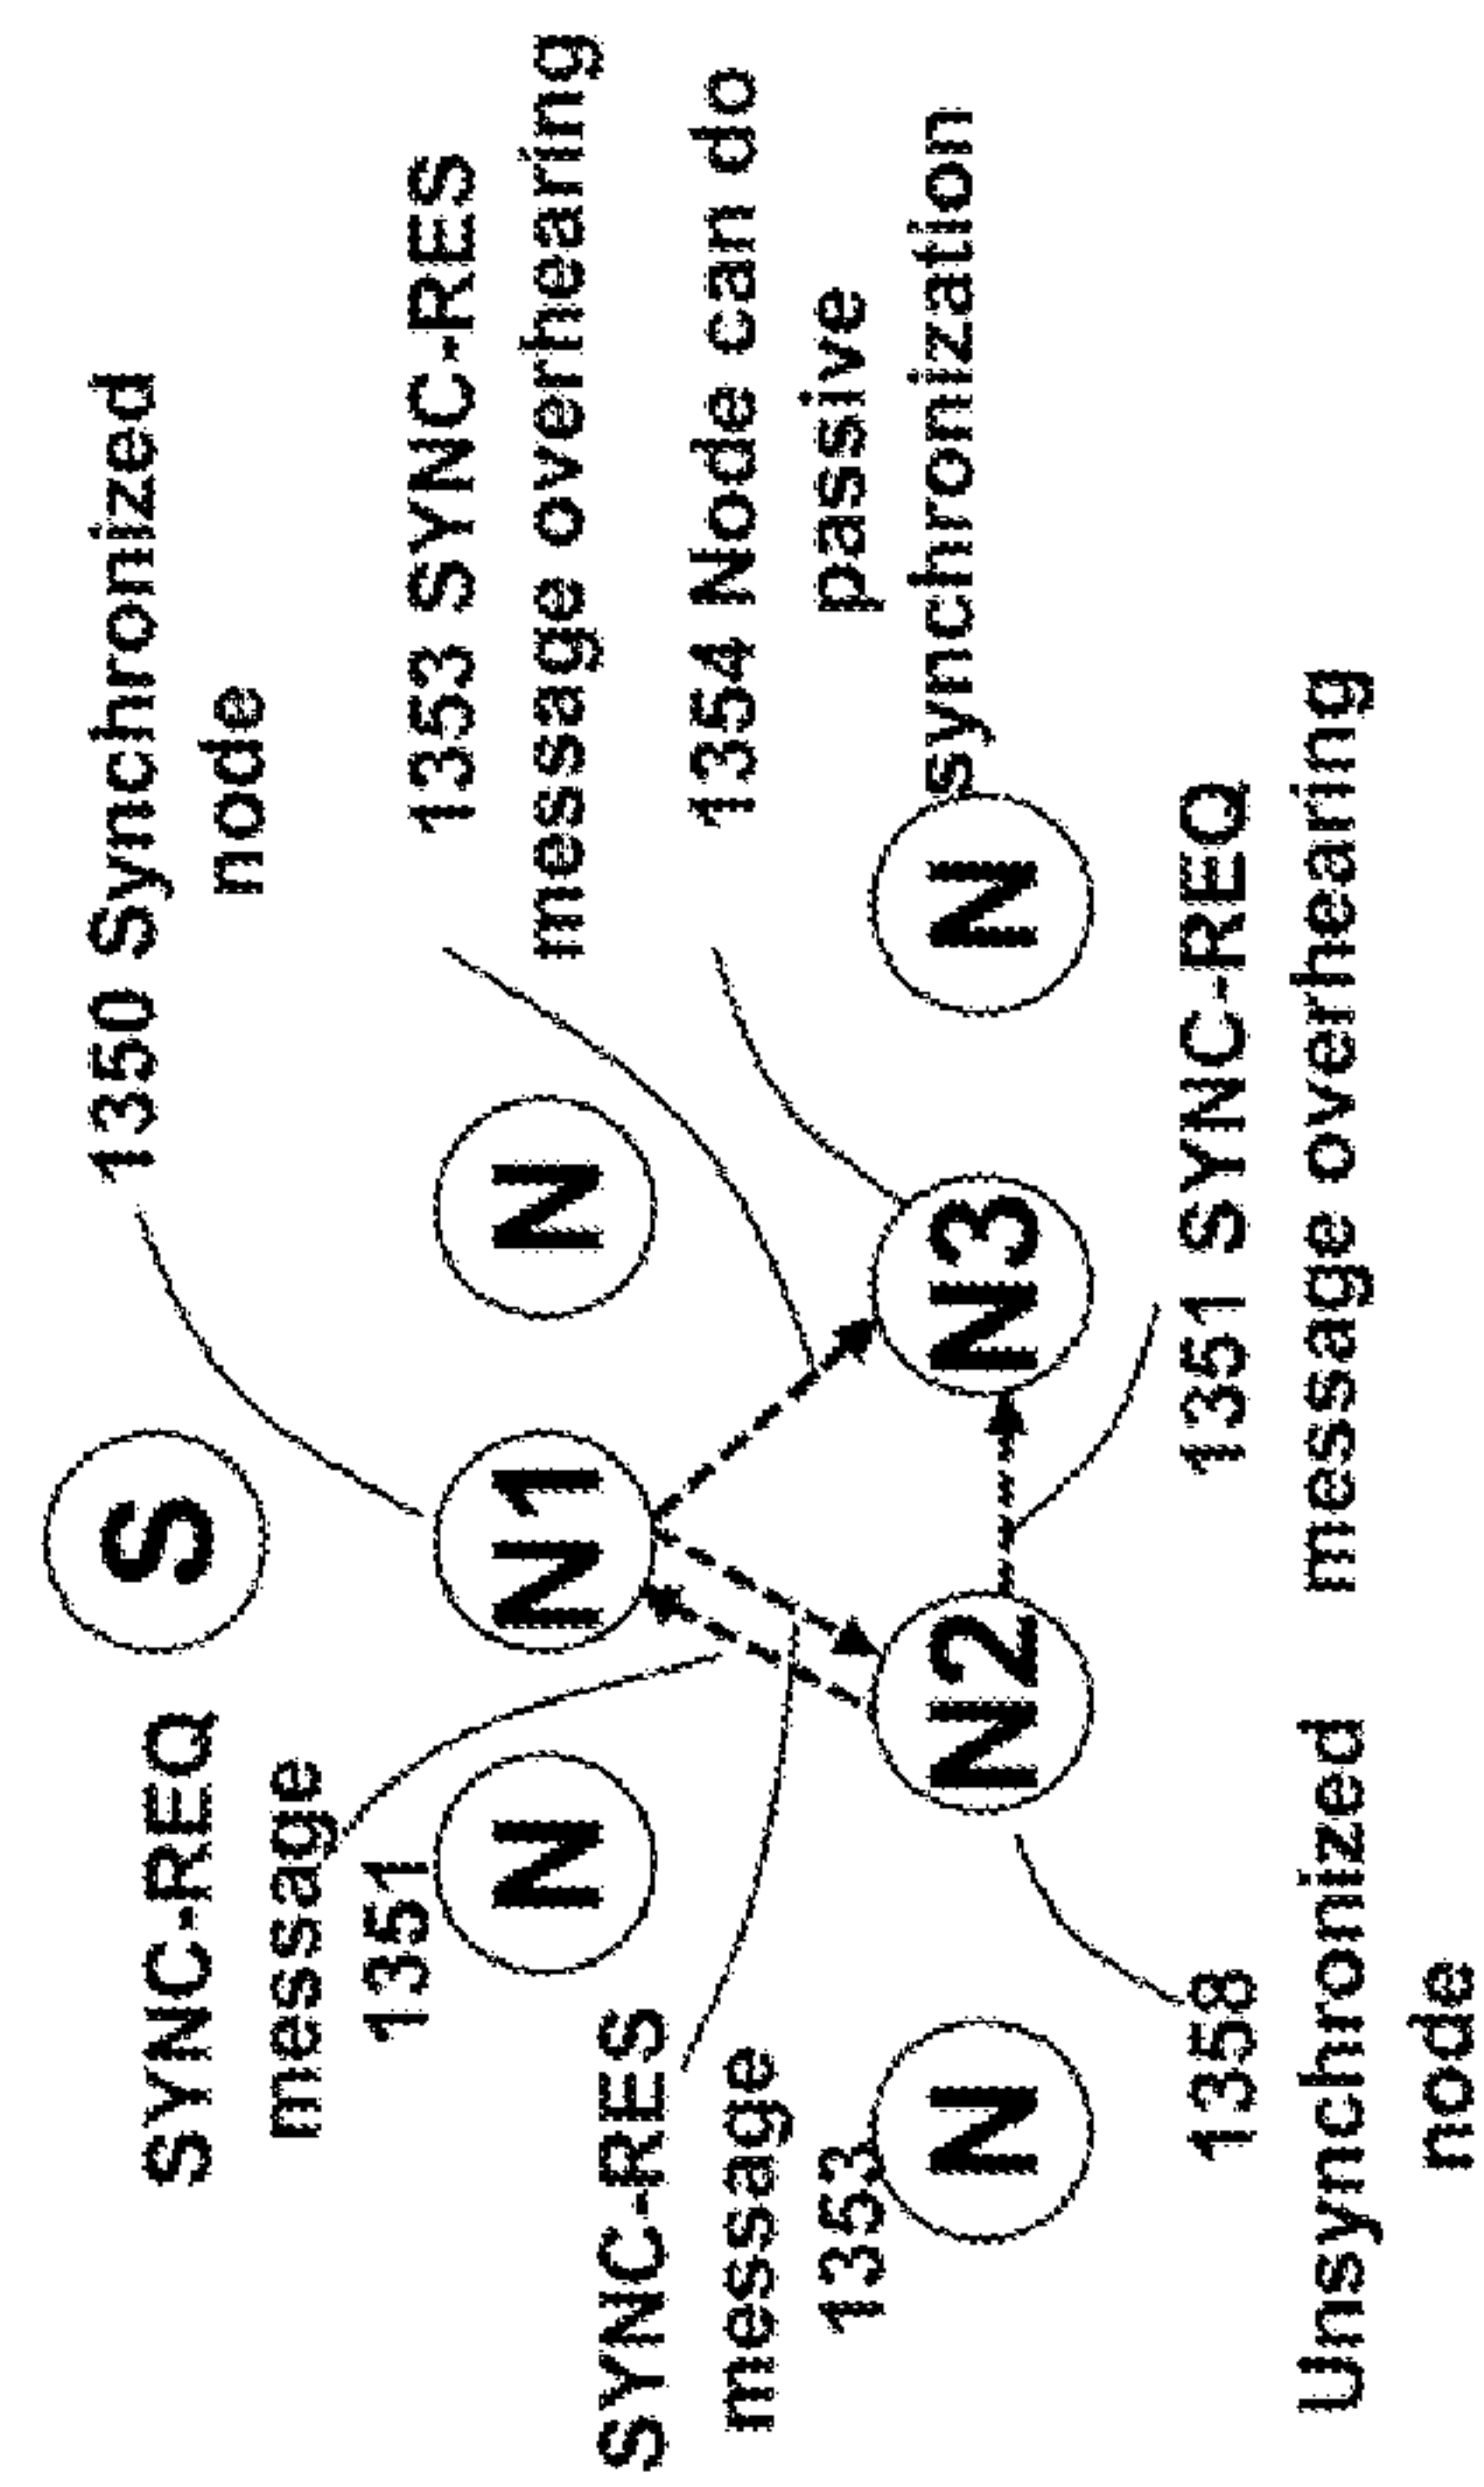 1350 Synchronized
node
S
SYNC-REQ
message
1351
1353 SYNC-RES
message overhearing
N
N1
N
SYNC-RES
message
1353
1354 Node can do
passive
synchronization
N
N2
N3
N
1358
Unsynchronized
node
1351 SYNC-REQ
message overhearing